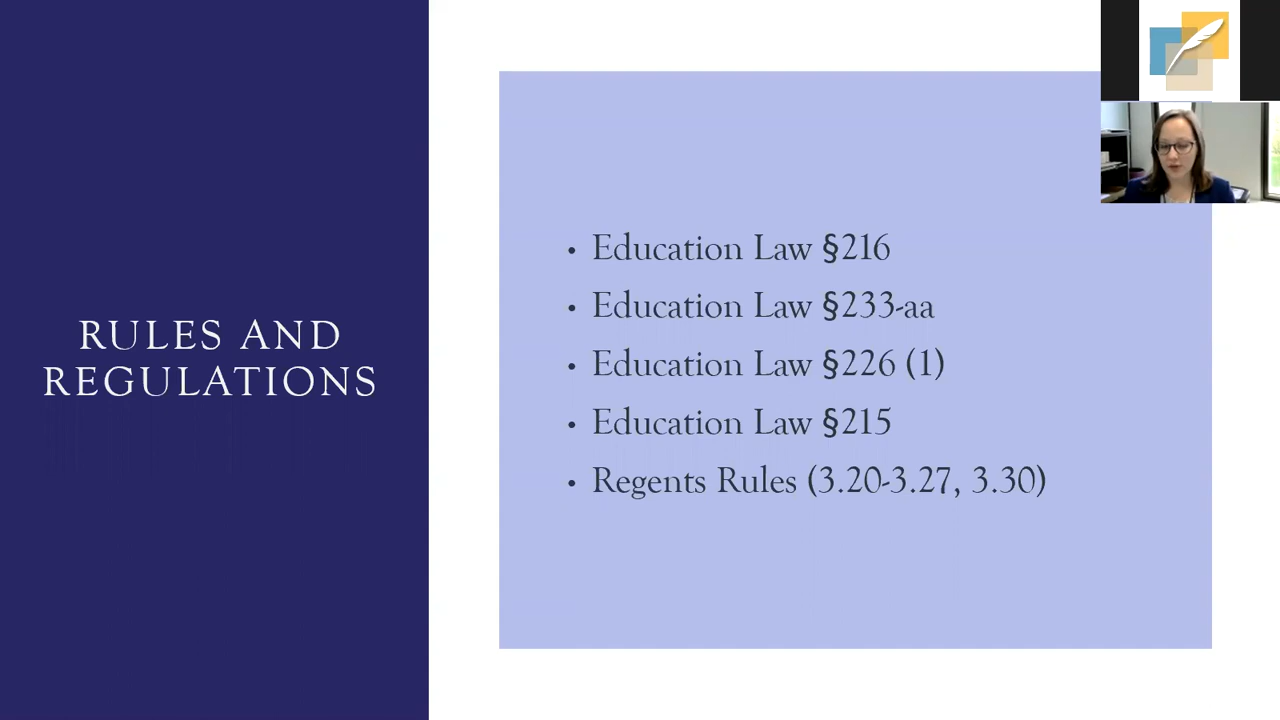 RULES AND
REGULATIONS
• Education Law §216
• Education Law §233-aa
• Education Law §226 (1)
• Education Law §215
• Regents Rules (3.20-3.27, 3.30)